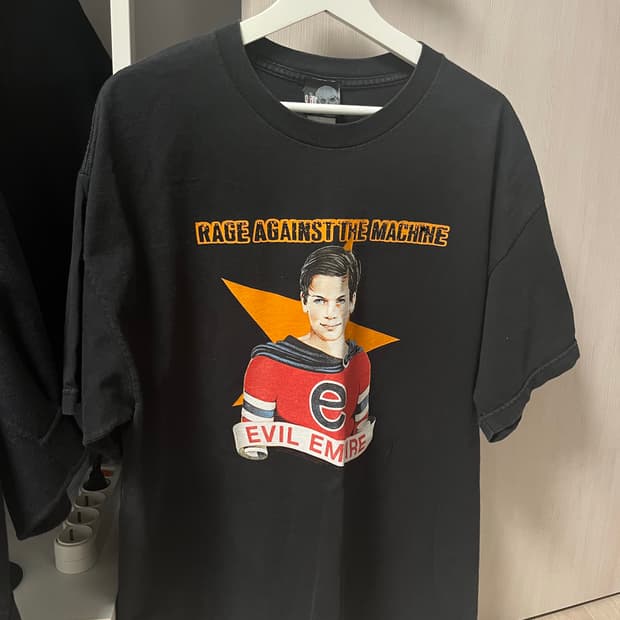 RAGE AGAINST THE MACHINE
e
EVIL EMPIRE